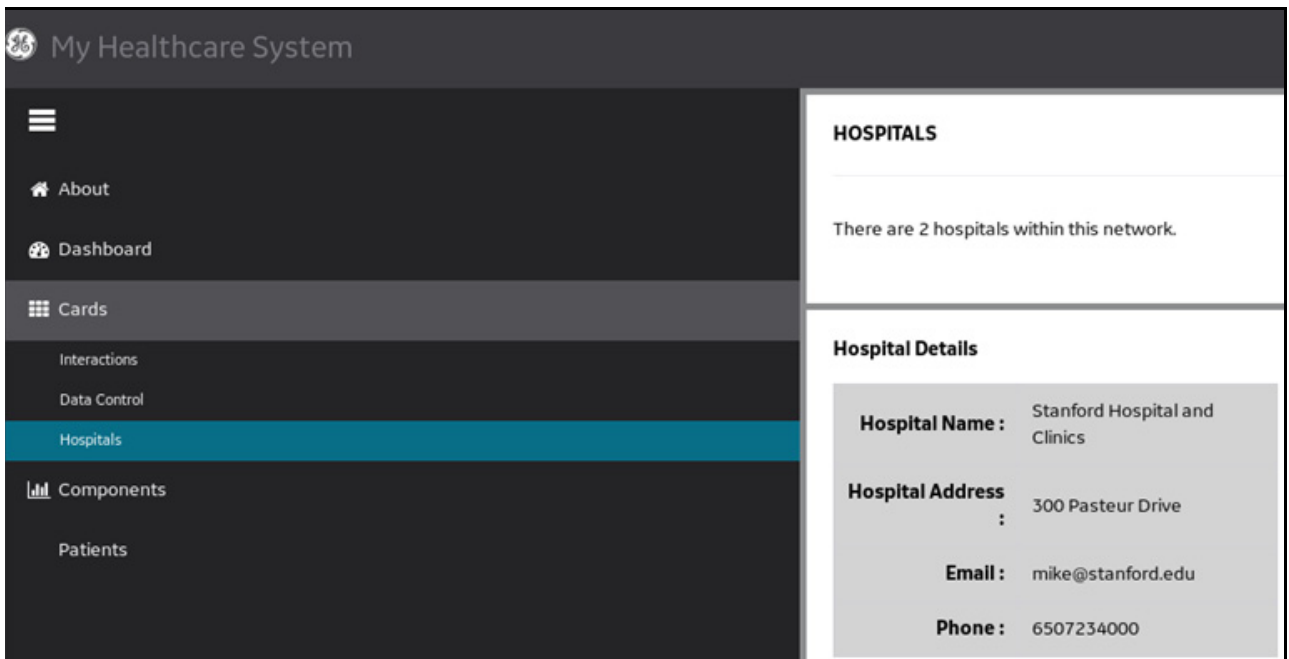 My Healthcare System
About
Dashboard
Cards
Interactions
Data Control
Hospitals
Components
Patients
HOSPITALS
There are 2 hospitals within this network.
Hospital Details
Hospital Name : Stanford Hospital and
Clinics
Hospital Address
: 300 Pasteur Drive
Email : mike@stanford.edu
Phone : 6507234000